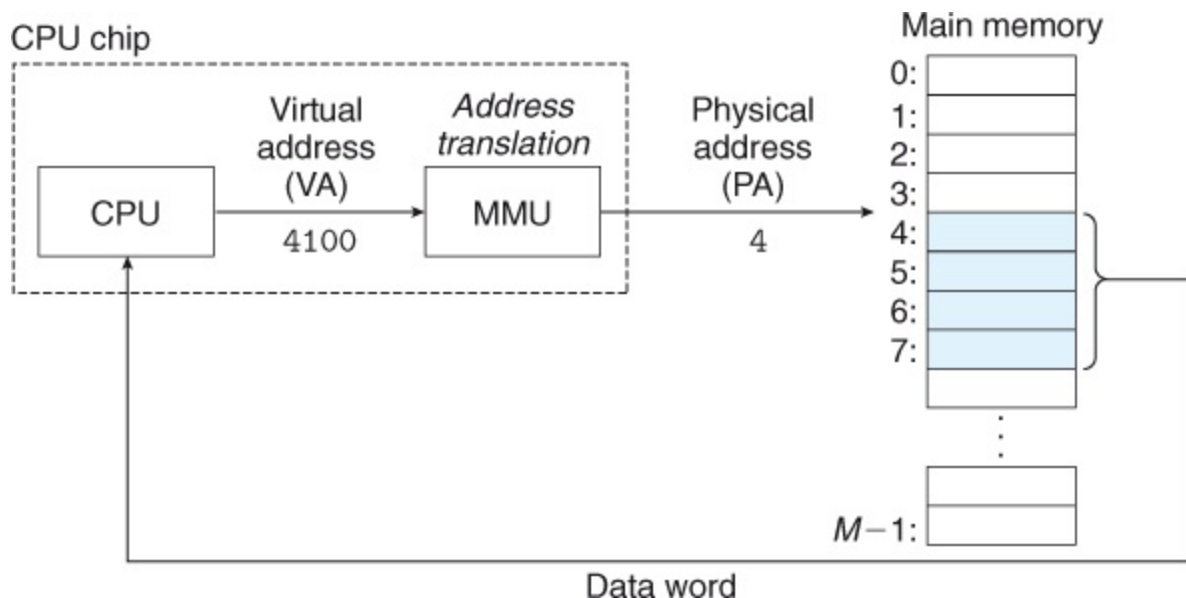 Main memory
CPU chip
0:
Virtual
address
(VA)
Address
translation
Physical
address
(PA)
1:
2:
3:
CPU
MMU
4100
4
4:
5:
6:
7:
M−1:
Data word